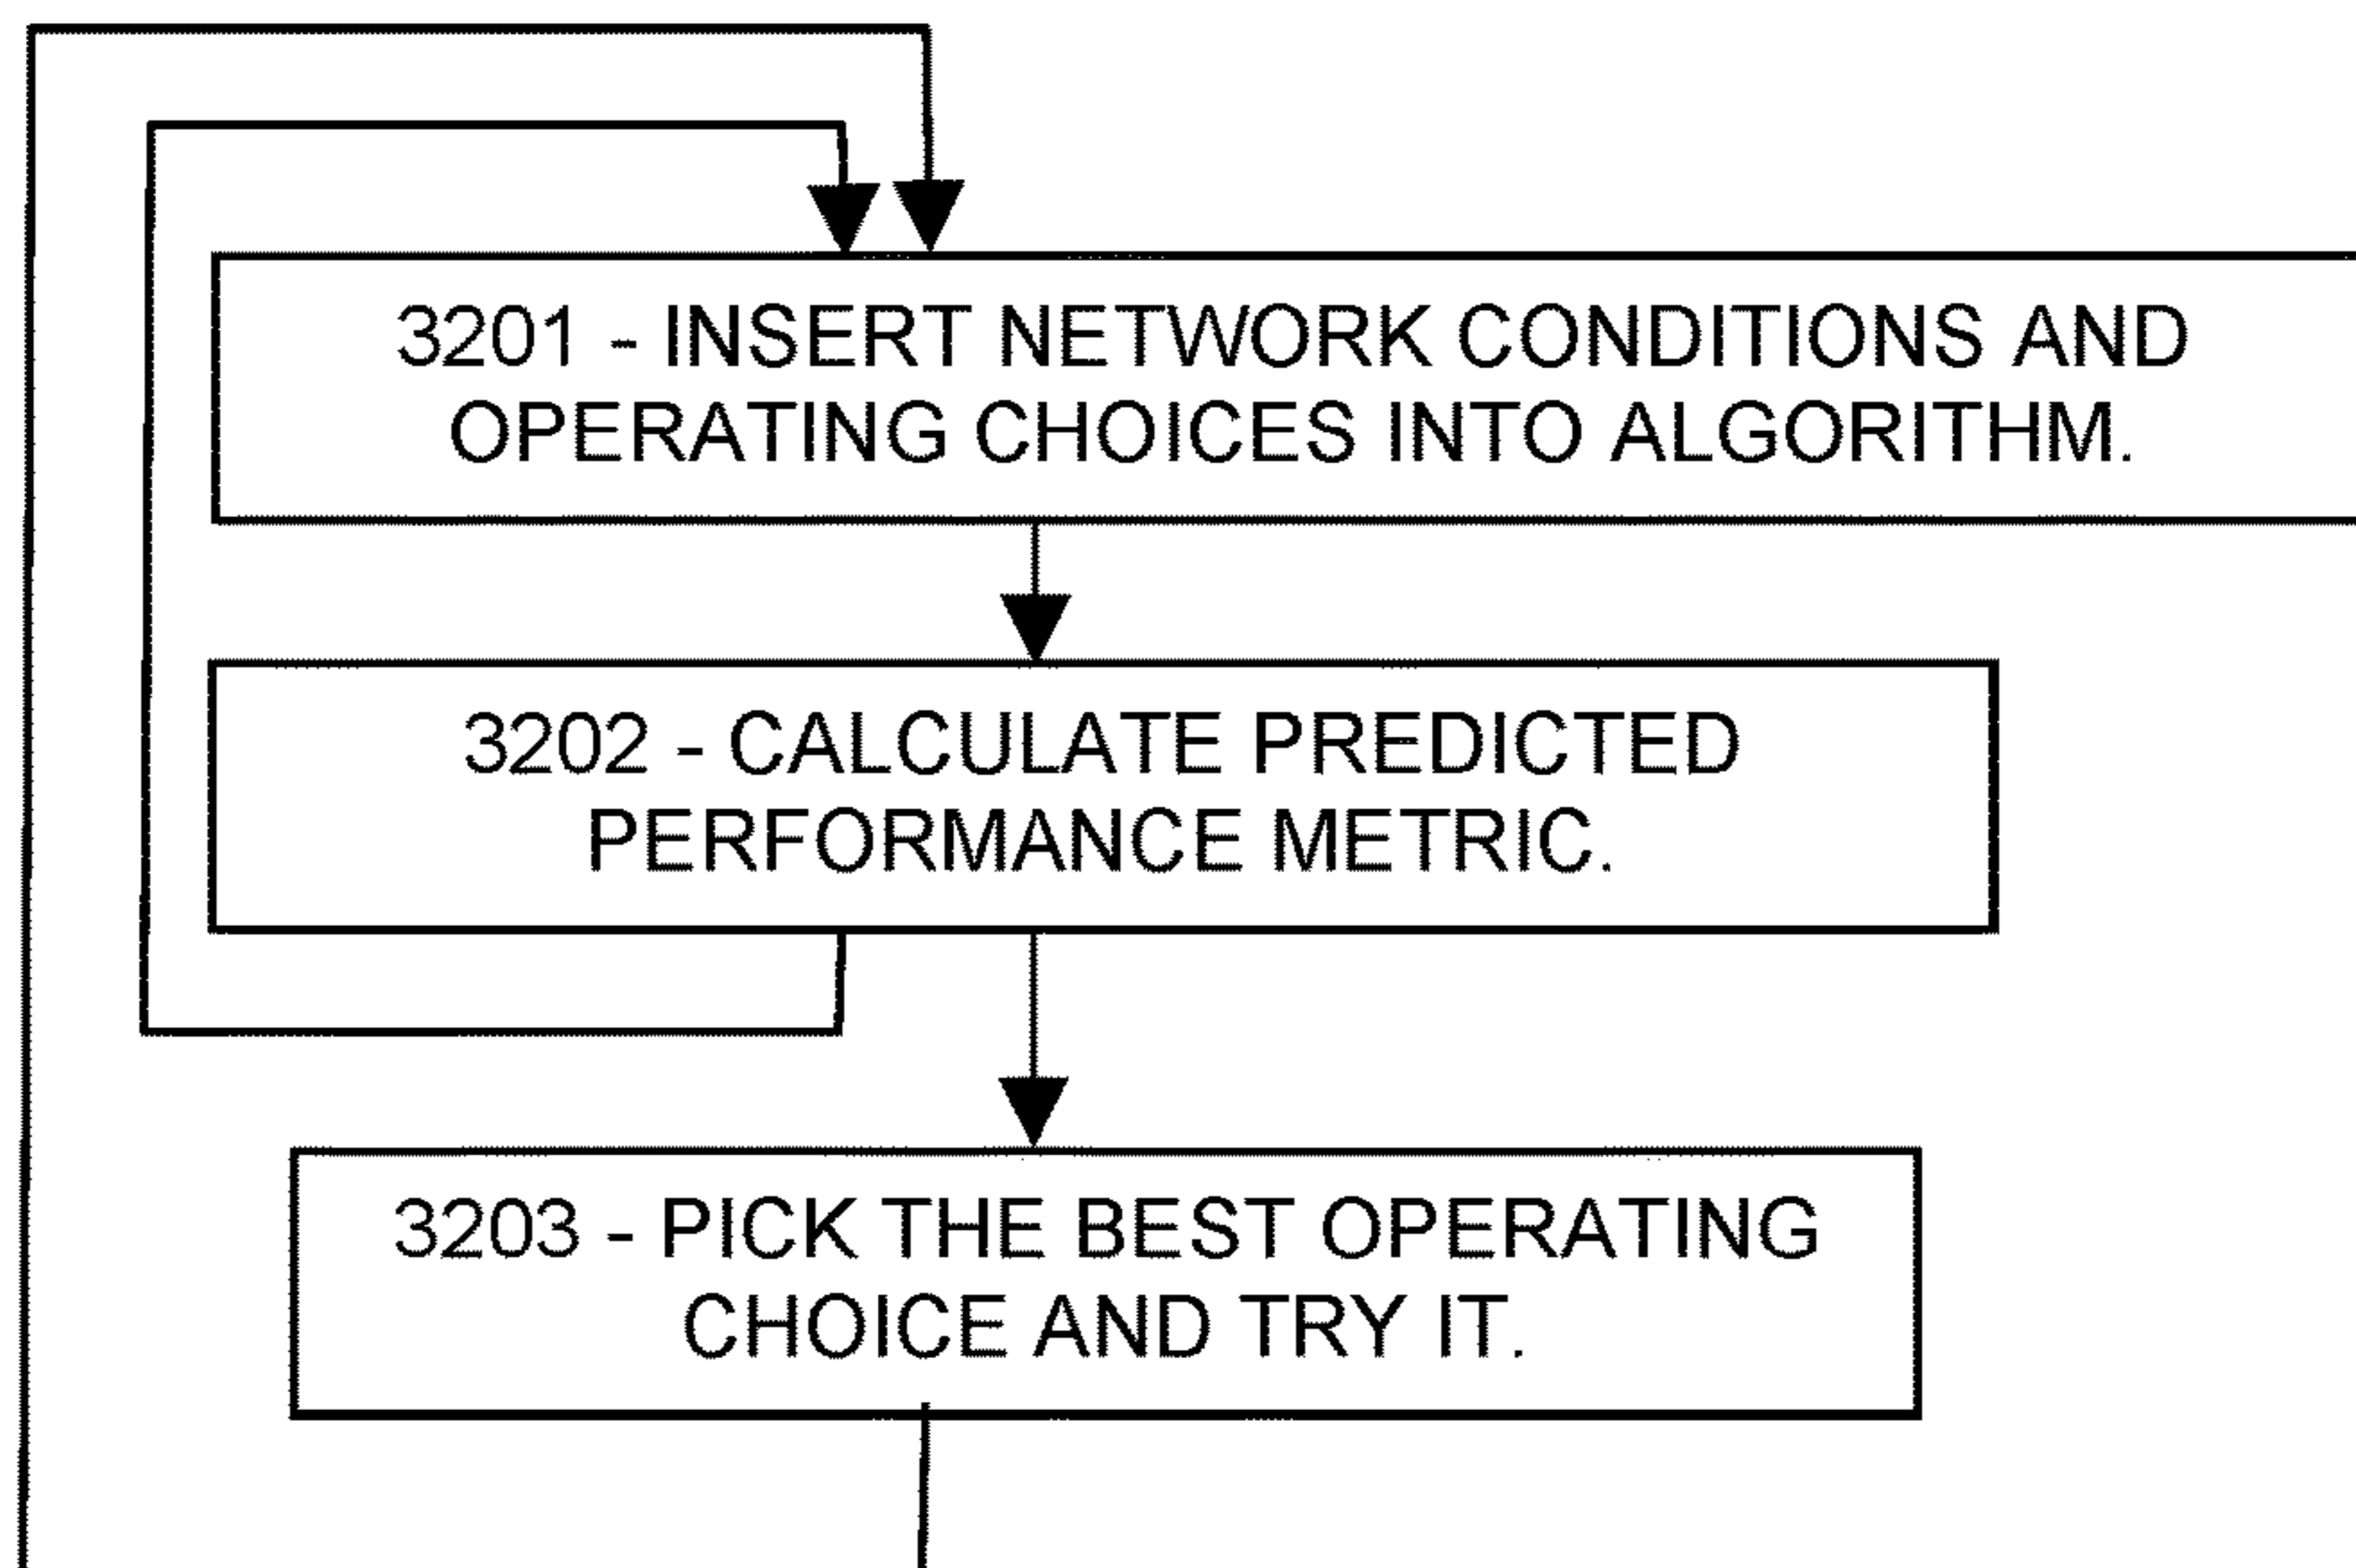 3201 - INSERT NETWORK CONDITIONS AND
OPERATING CHOICES INTO ALGORITHM.
3202 - CALCULATE PREDICTED
PERFORMANCE METRIC.
3203 - PICK THE BEST OPERATING
CHOICE AND TRY IT.